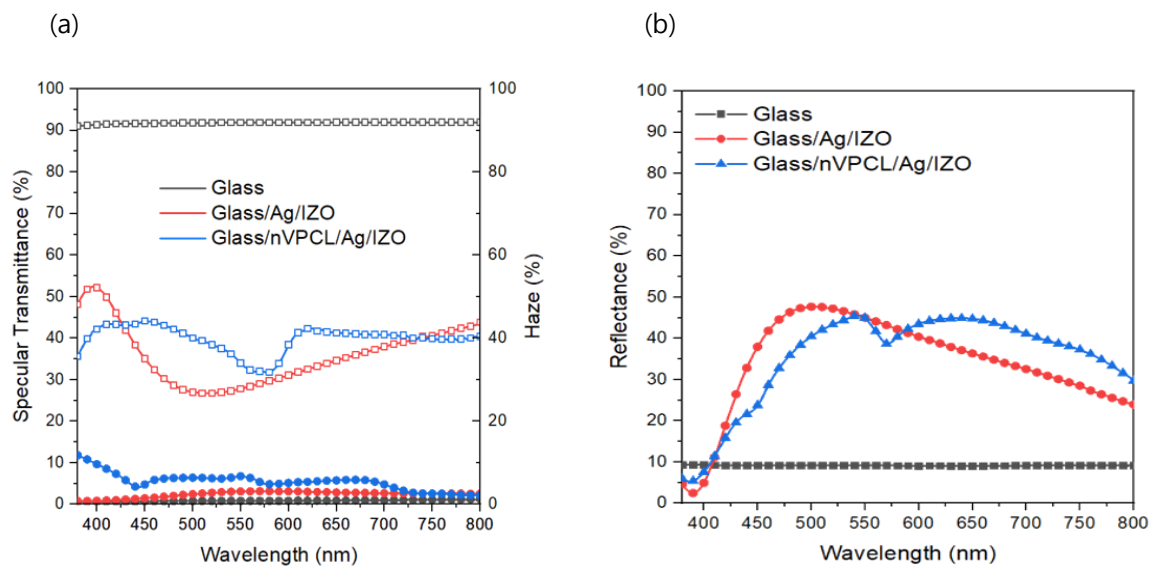 (a)
(b)
100
90
80
70
60
50
40
30
20
10
0
Specular Transmittance (%)
100
80
60
40
20
0
Haze (%)
Glass
Glass/Ag/IZO
Glass/nVPCL/Ag/IZO
400 450 500 550 600 650 700 750 800
Wavelength (nm)
100
90
80
70
60
50
40
30
20
10
0
Reflectance (%)
Glass
Glass/Ag/IZO
Glass/nVPCL/Ag/IZO
400 450 500 550 600 650 700 750 800
Wavelength (nm)